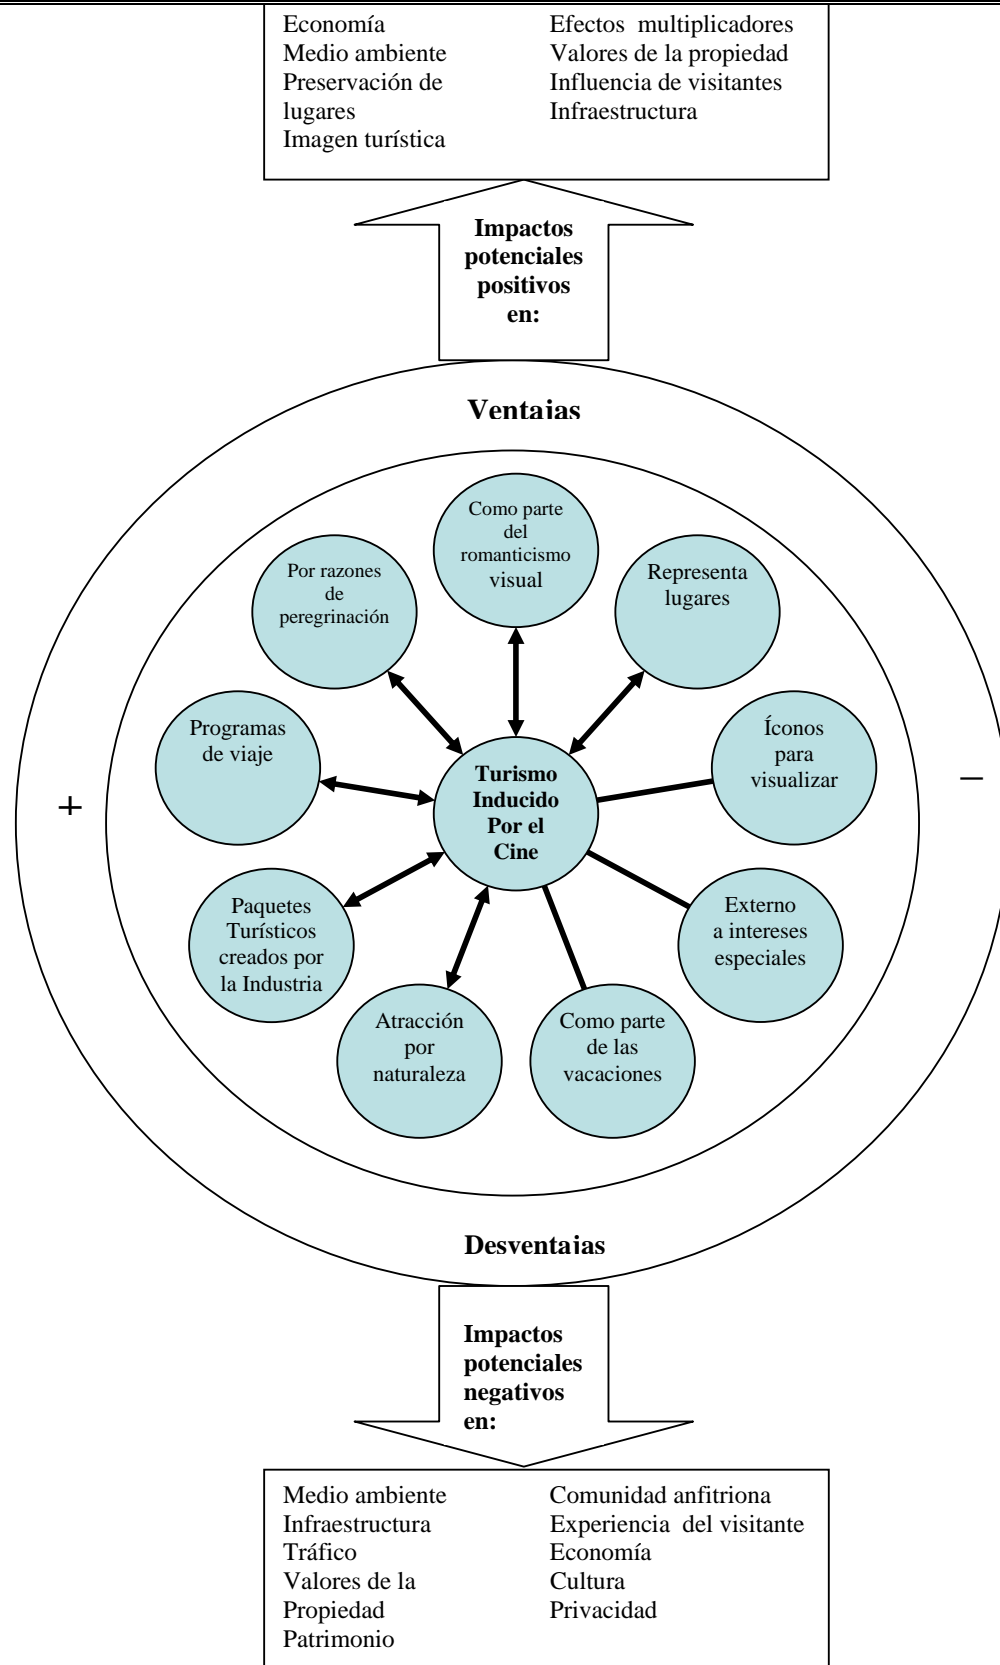 Economía
Medio ambiente
Preservación de
lugares
Imagen turística
Efectos multiplicadores
Valores de la propiedad
Influencia de visitantes
Infraestructura
Impactos
potenciales
positivos
en:
Ventajas
Como parte
del
romanticismo
visual
Por razones
de
peregrinación
Representa
lugares
Programas
de viaje
Íconos
para
visualizar
+
–
Turismo
Inducido
Por el
Cine
Paquetes
Turísticos
creados por
la Industria
Externo
a intereses
especiales
Atracción
por
naturaleza
Como parte
de las
vacaciones
Desventajas
Impactos
potenciales
negativos
en:
Medio ambiente
Infraestructura
Tráfico
Valores de la
Propiedad
Patrimonio
Comunidad anfitriona
Experiencia del visitante
Economía
Cultura
Privacidad